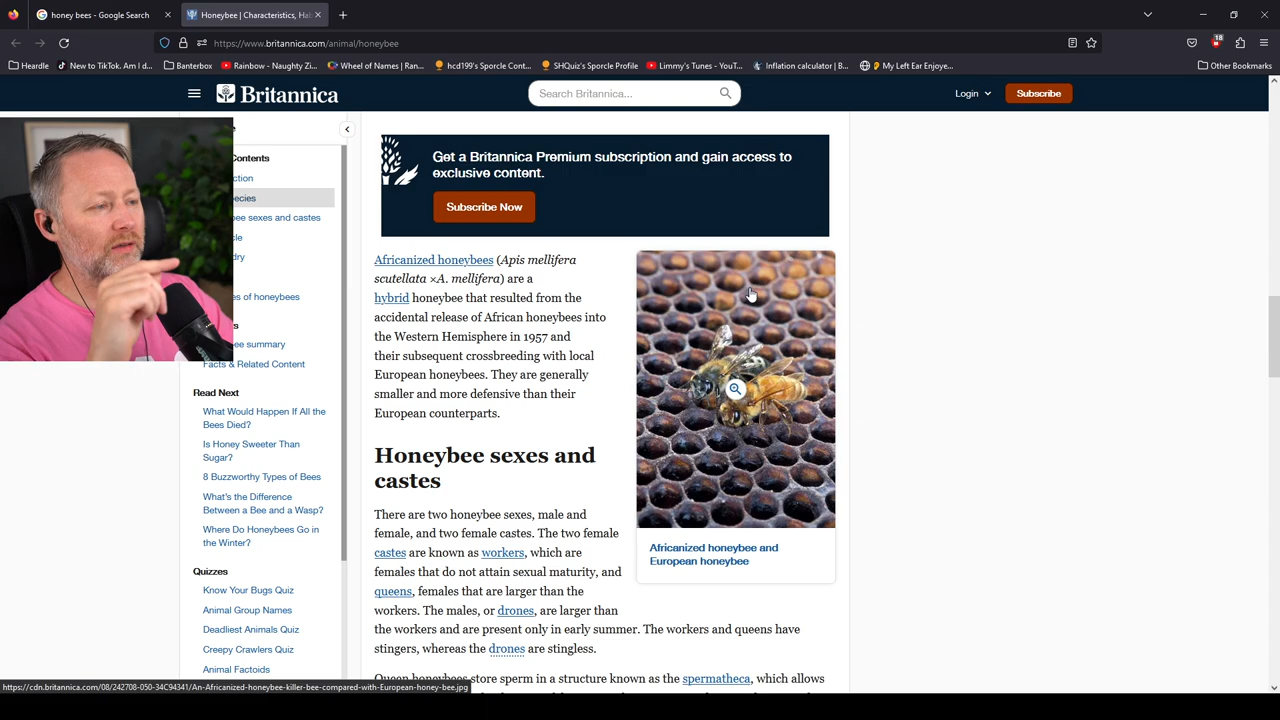 honey bees - Google Search
Honeybee | Characteristics, Ha
https://www.britannica.com/animal/honeybee
18
Heardle
New to TikTok. Am I d...
Banterbox
Rainbow - Naughty Zi...
Wheel of Names | Ran...
hcd199's Sporcle Cont...
SHQuiz's Sporcle Profile
Limmy's Tunes - YouT...
Inflation calculator | B...
My Left Ear Enjoye...
Other Bookmarks
Britannica
Search Britannica...
Login
Subscribe
Contents
ction
ecies
ee sexes and castes
cle
dry
es of honeybees
s
ee summary
Facts & Related Content
Read Next
What Would Happen If All the
Bees Died?
Is Honey Sweeter Than
Sugar?
8 Buzzworthy Types of Bees
What's the Difference
Between a Bee and a Wasp?
Where Do Honeybees Go in
the Winter?
Quizzes
Know Your Bugs Quiz
Animal Group Names
Deadliest Animals Quiz
Creepy Crawlers Quiz
Animal Factoids
Get a Britannica Premium subscription and gain access to
exclusive content.
Subscribe Now
Africanized honeybees (Apis mellifera
scutellata ×A. mellifera) are a
hybrid honeybee that resulted from the
accidental release of African honeybees into
the Western Hemisphere in 1957 and
their subsequent crossbreeding with local
European honeybees. They are generally
smaller and more defensive than their
European counterparts.
Africanized honeybee and
European honeybee
Honeybee sexes and
castes
There are two honeybee sexes, male and
female, and two female castes. The two female
castes are known as workers, which are
females that do not attain sexual maturity, and
queens, females that are larger than the
workers. The males, or drones, are larger than
the workers and are present only in early summer. The workers and queens have
stingers, whereas the drones are stingless.
Queen honeybees store sperm in a structure known as the spermatheca, which allows
https://cdn.britannica.com/08/242708-050-34C94341/An-Africanized-honeybee-killer-bee-compared-with-European-honey-bee.jpg